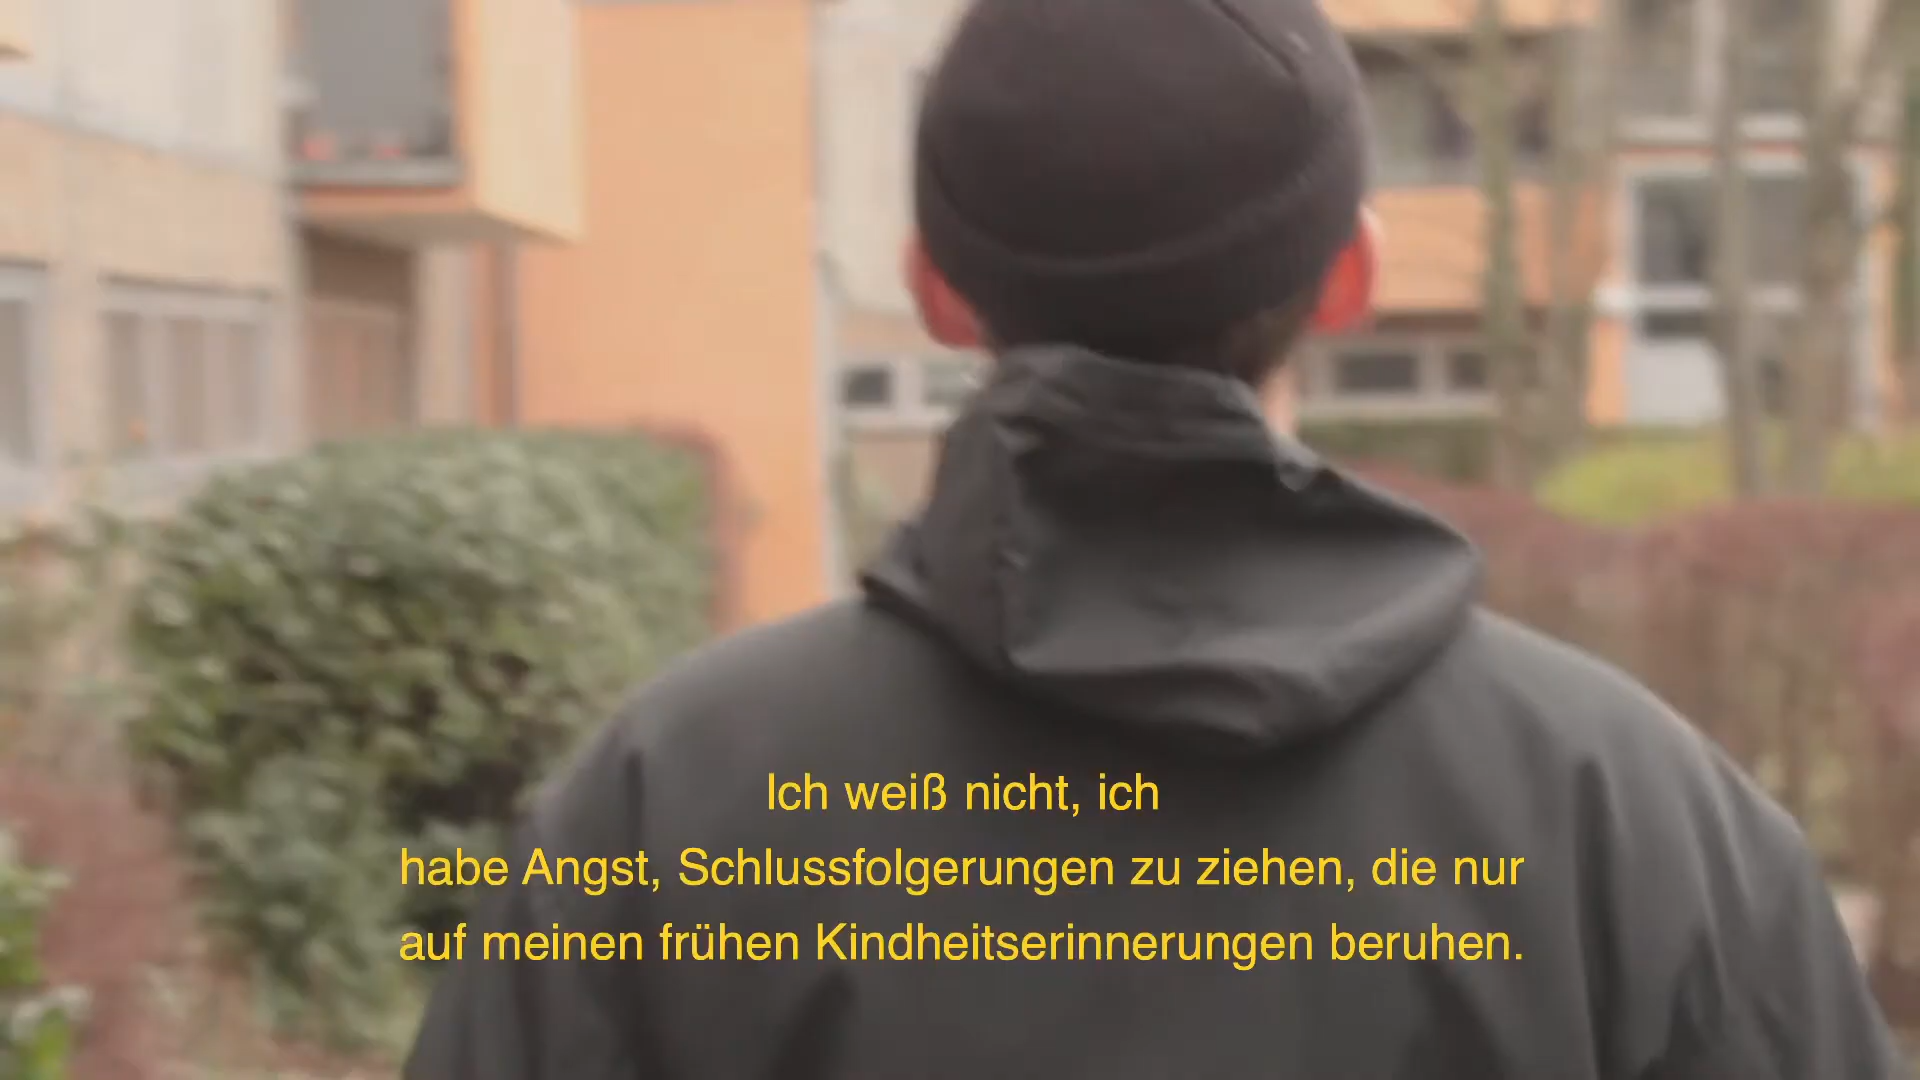 Ich weiß nicht, ich
habe Angst, Schlussfolgerungen zu ziehen, die nur
auf meinen frühen Kindheitserinnerungen beruhen.